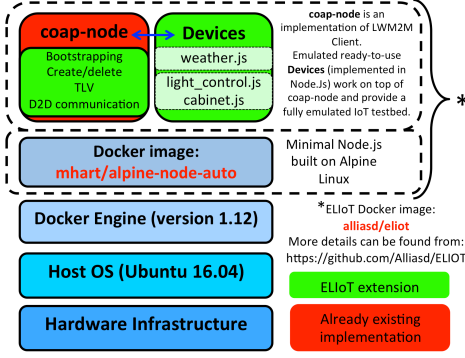 coap-node
Devices
Bootstrapping
Create/delete
TLV
D2D communication
weather.js
light_control.js
cabinet.js
coap-node is an
implementation of LWM2M
Client.
Emulated ready-to-use
Devices (implemented in
Node.Js) work on top of
coap-node and provide a
fully emulated IoT testbed.
*
Docker image:
mhart/alpine-node-auto
Minimal Node.js
built on Alpine
Linux
Docker Engine (version 1.12)
*ELIoT Docker image:
alliasd/eliot
More details can be found from:
https://github.com/Alliasd/ELIOT
Host OS (Ubuntu 16.04)
ELIoT extension
Hardware Infrastructure
Already existing
implementation